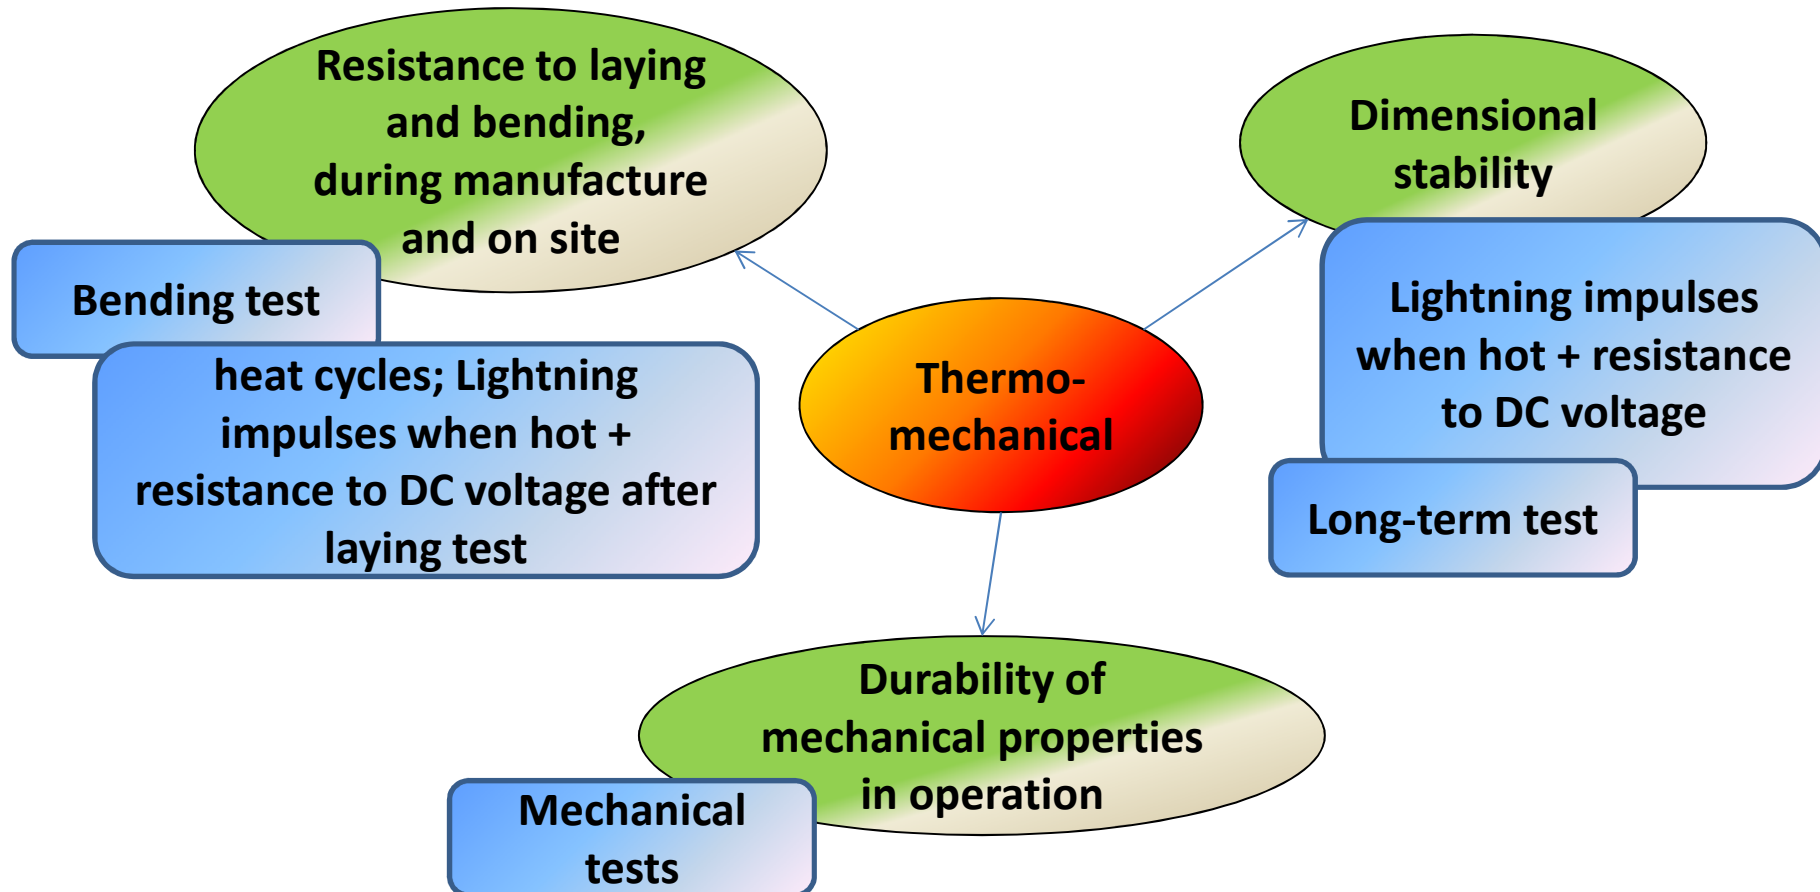 Resistance to laying
and bending,
during manufacture
and on site
Bending test
heat cycles; Lightning
impulses when hot +
resistance to DC voltage after
laying test
Dimensional
stability
Lightning impulses
when hot + resistance
to DC voltage
Long-term test
Thermo-
mechanical
Durability of
mechanical properties
in operation
Mechanical
tests